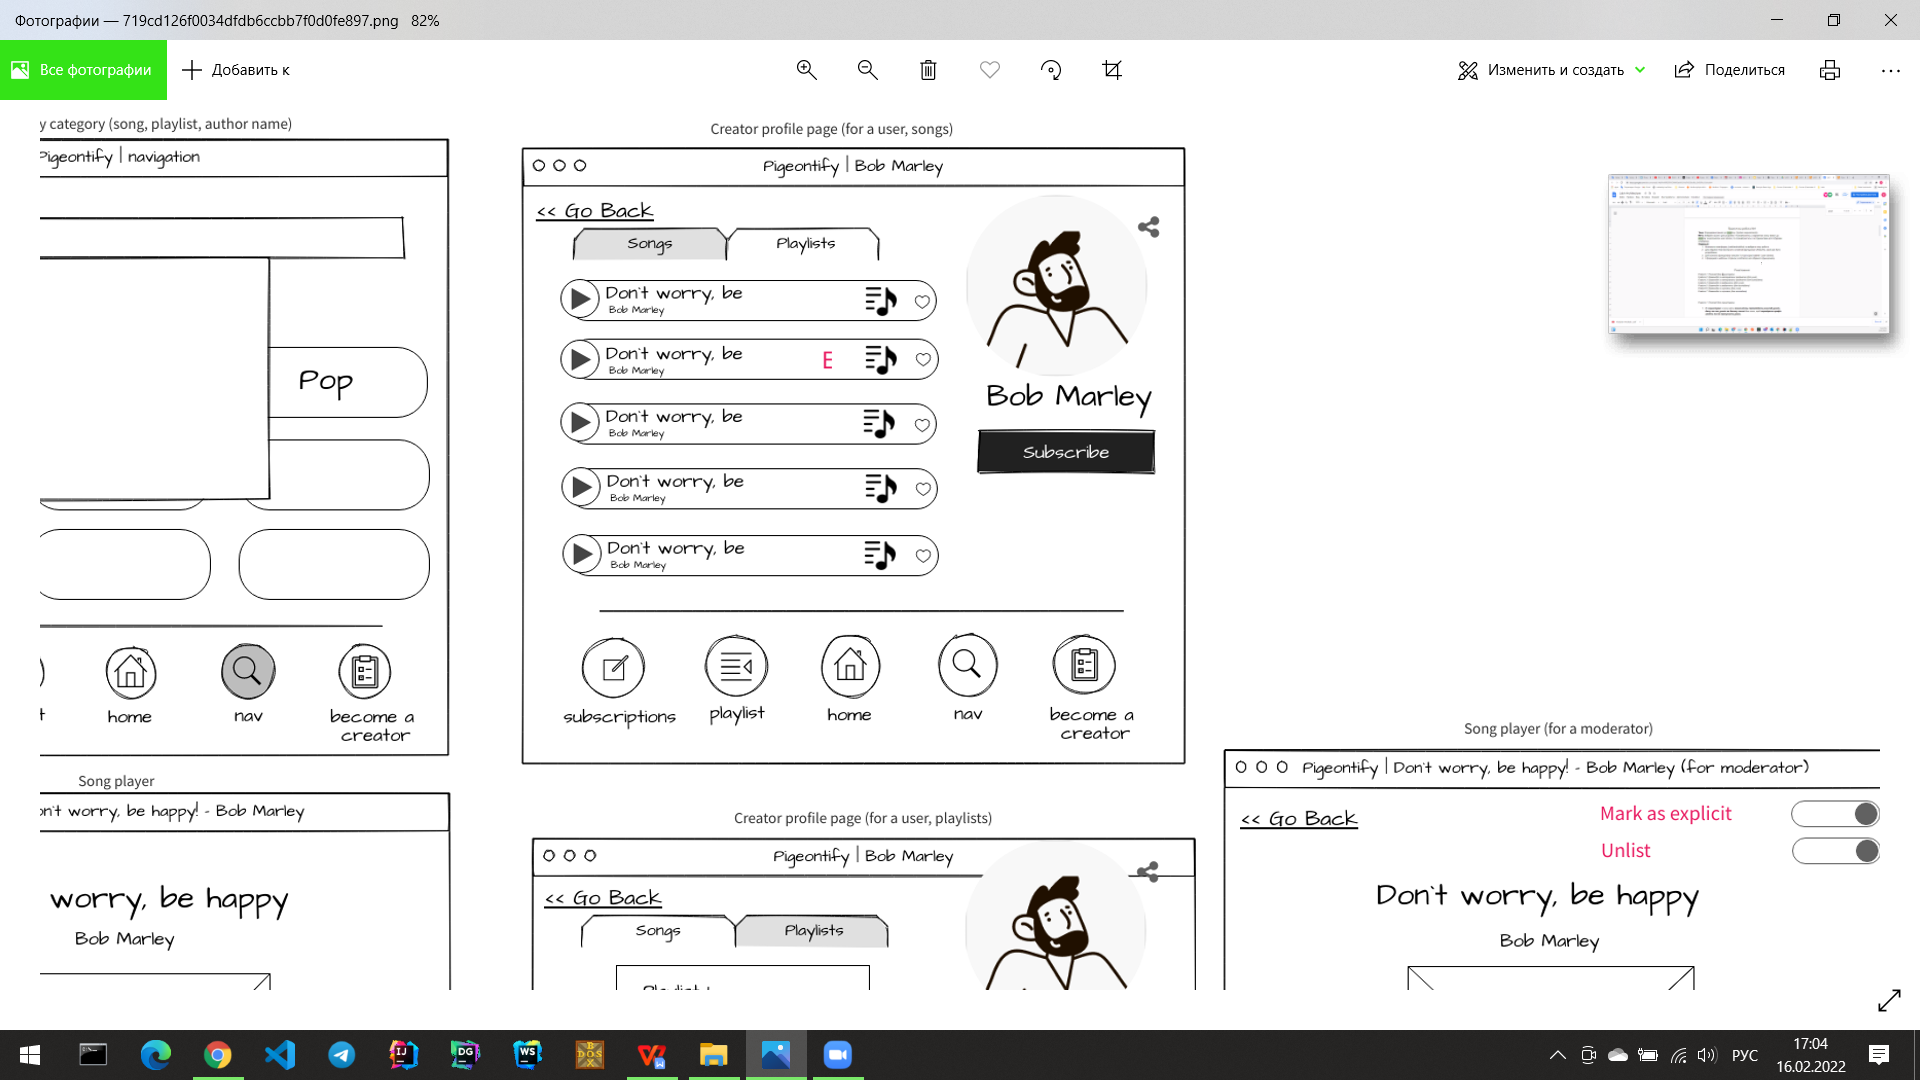 Фотографии — 719cd126f0034dfdb6ccbb7f0d0fe897.png 82%
Все фотографии
Добавить к
Изменить и создать
Поделиться
y category (song, playlist, author name)
Pigeontify | navigation
Pop
home
nav
become a
creator
Creator profile page (for a user, songs)
Pigeontify | Bob Marley
<< Go Back
Songs
Playlists
Don't worry, be
Bob Marley
Don't worry, be
Bob Marley
E
Don't worry, be
Bob Marley
Don't worry, be
Bob Marley
Don't worry, be
Bob Marley
Bob Marley
Subscribe
subscriptions
playlist
home
nav
become a
creator
Song player
on't worry, be happy! - Bob Marley
worry, be happy
Bob Marley
Creator profile page (for a user, playlists)
Pigeontify | Bob Marley
<< Go Back
Songs
Playlists
Song player (for a moderator)
Pigeontify | Don't worry, be happy! - Bob Marley (for moderator)
<< Go Back
Mark as explicit
Unlist
Don't worry, be happy
Bob Marley
РУС
17:04
16.02.2022